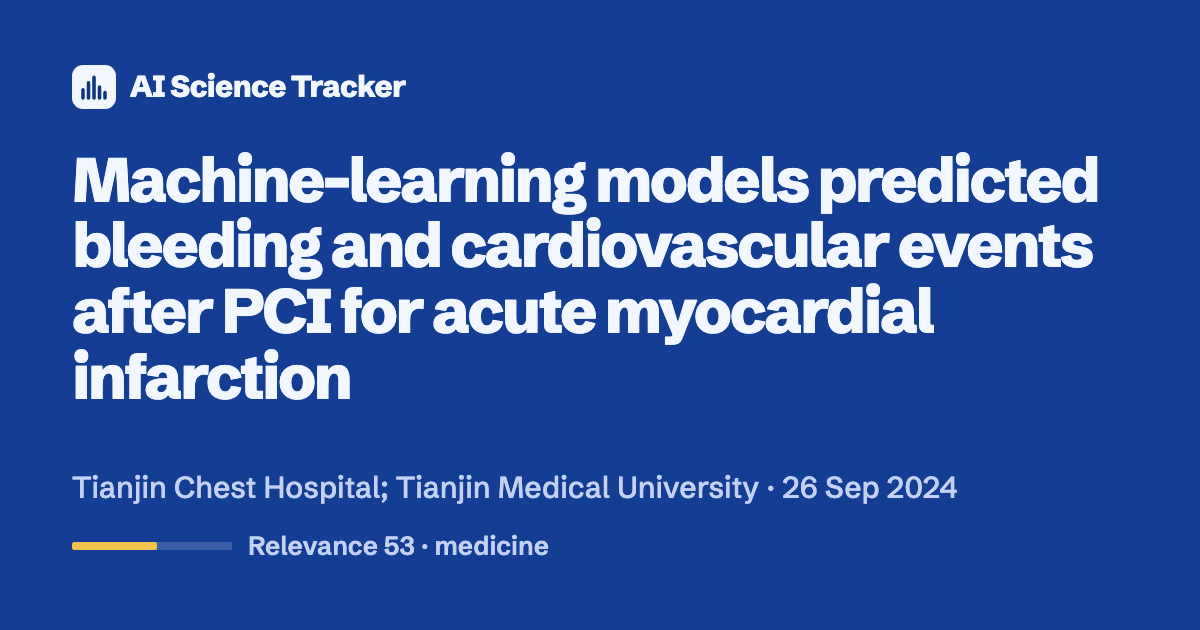 AI Science Tracker
Machine-learning models predicted
bleeding and cardiovascular events
after PCI for acute myocardial
infarction
Tianjin Chest Hospital; Tianjin Medical University · 26 Sep 2024
Relevance 53 · medicine